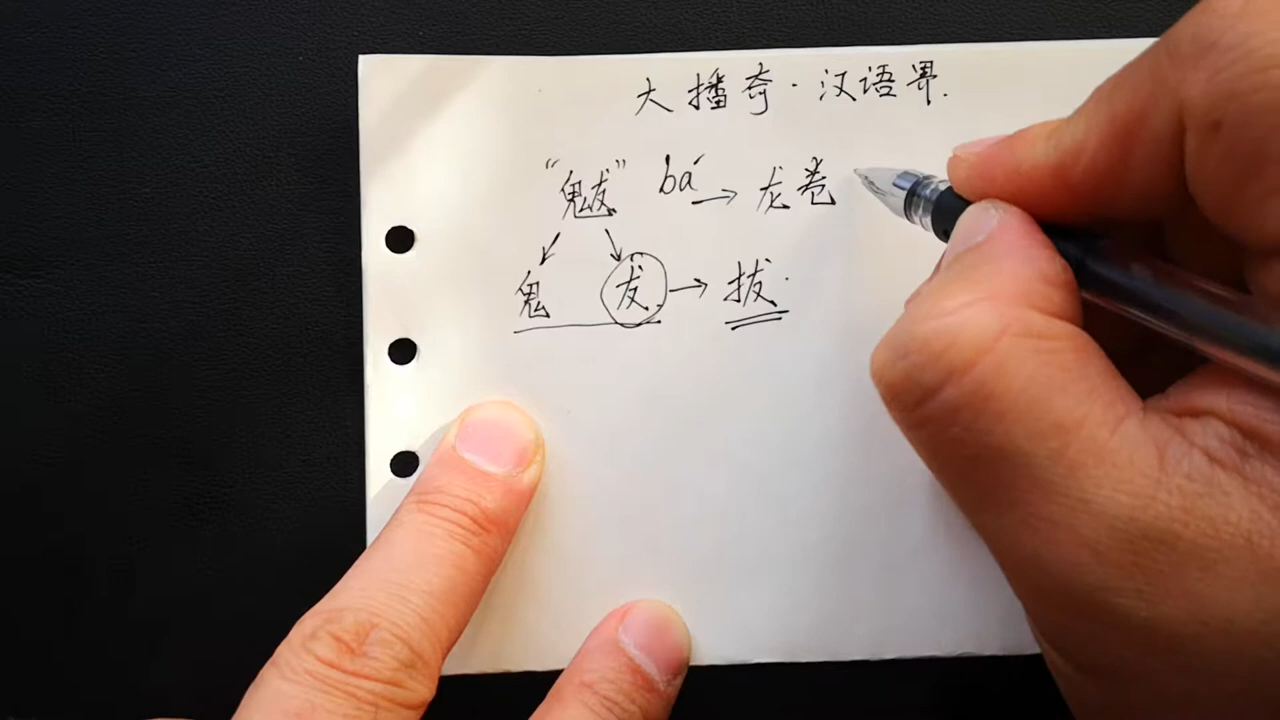 大播奇·汉语界.
“魃” bá → 龙卷
鬼 犮 → 拔.